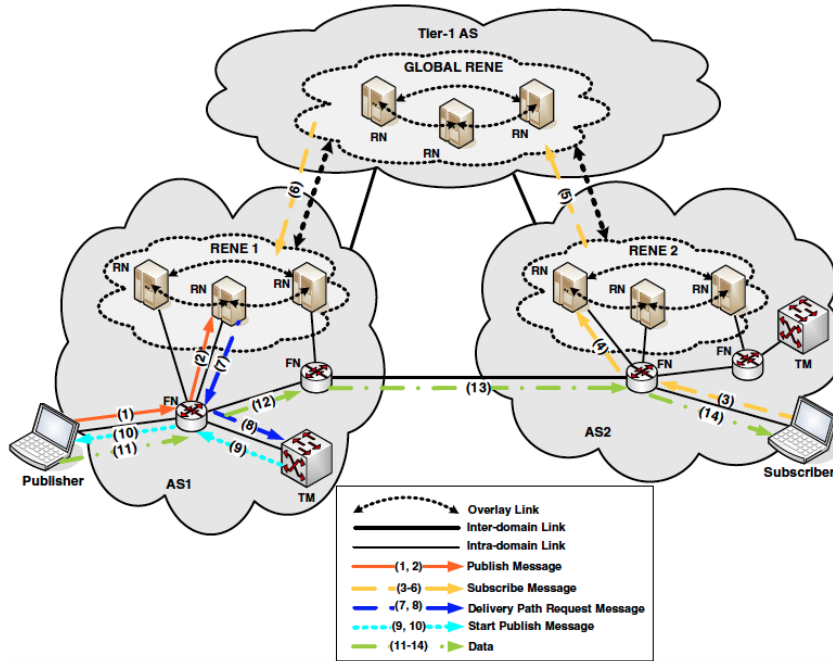 Tier-1 AS
GLOBAL RENE
RN
RN
RN
(6)
(5)
RENE 1
RN
RN
RN
RENE 2
RN
RN
RN
(2)
(7)
(4)
FN
FN
FN
FN
TM
(1)
(10)
(11)
(12)
(8)
(9)
(13)
(3)
(14)
Publisher
AS1
TM
AS2
Subscriber
Overlay Link
Inter-domain Link
Intra-domain Link
(1, 2) Publish Message
(3-6) Subscribe Message
(7, 8) Delivery Path Request Message
(9, 10) Start Publish Message
(11-14) Data